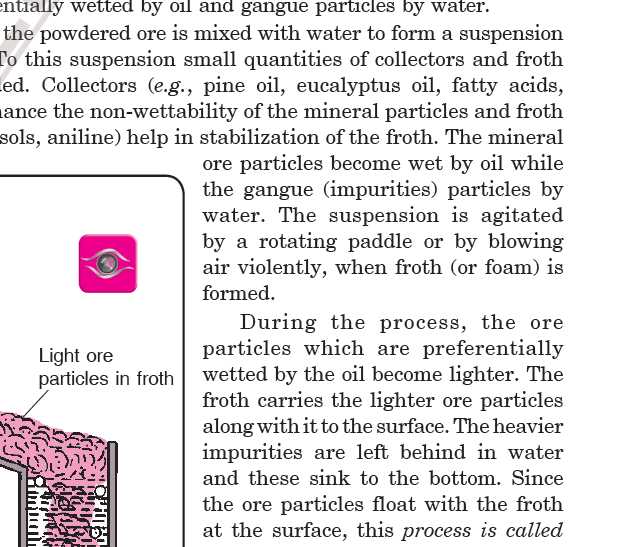 entially wetted by oil and gangue particles by water.
the powdered ore is mixed with water to form a suspension
To this suspension small quantities of collectors and froth
led. Collectors (e.g., pine oil, eucalyptus oil, fatty acids,
nance the non-wettability of the mineral particles and froth
sols, aniline) help in stabilization of the froth. The mineral
ore particles become wet by oil while
the gangue (impurities) particles by
water. The suspension is agitated
by a rotating paddle or by blowing
air violently, when froth (or foam) is
formed.
During the process, the ore
particles which are preferentially
wetted by the oil become lighter. The
froth carries the lighter ore particles
along with it to the surface. The heavier
impurities are left behind in water
and these sink to the bottom. Since
the ore particles float with the froth
at the surface, this process is called
Light ore
particles in froth